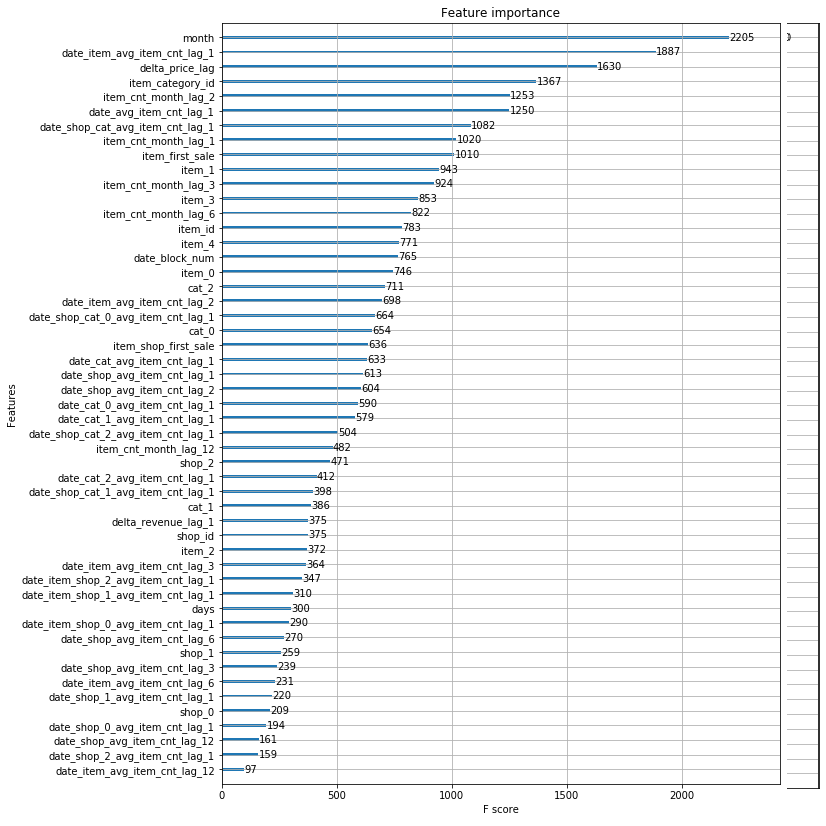 Feature importance
month 2205
date_item_avg_item_cnt_lag_1 1887
delta_price_lag 1630
item_category_id 1367
item_cnt_month_lag_2 1253
date_avg_item_cnt_lag_1 1250
date_shop_cat_avg_item_cnt_lag_1 1082
item_cnt_month_lag_1 1020
item_first_sale 1010
item_1 943
item_cnt_month_lag_3 924
item_3 853
item_cnt_month_lag_6 822
item_id 783
item_4 771
date_block_num 765
item_0 746
cat_2 711
date_item_avg_item_cnt_lag_2 698
date_shop_cat_0_avg_item_cnt_lag_1 664
cat_0 654
item_shop_first_sale 636
date_cat_avg_item_cnt_lag_1 633
date_shop_avg_item_cnt_lag_1 613
date_shop_avg_item_cnt_lag_2 604
date_cat_0_avg_item_cnt_lag_1 590
date_cat_1_avg_item_cnt_lag_1 579
date_shop_cat_2_avg_item_cnt_lag_1 504
item_cnt_month_lag_12 482
shop_2 471
date_cat_2_avg_item_cnt_lag_1 412
date_shop_cat_1_avg_item_cnt_lag_1 398
cat_1 386
delta_revenue_lag_1 375
shop_id 375
item_2 372
date_item_avg_item_cnt_lag_3 364
date_item_shop_2_avg_item_cnt_lag_1 347
date_item_shop_1_avg_item_cnt_lag_1 310
days 300
date_item_shop_0_avg_item_cnt_lag_1 290
date_shop_avg_item_cnt_lag_6 270
shop_1 259
date_shop_avg_item_cnt_lag_3 239
date_item_avg_item_cnt_lag_6 231
date_shop_1_avg_item_cnt_lag_1 220
shop_0 209
date_shop_0_avg_item_cnt_lag_1 194
date_shop_avg_item_cnt_lag_12 161
date_shop_2_avg_item_cnt_lag_1 159
date_item_avg_item_cnt_lag_12 97
Features
0 500 1000 1500 2000
F score